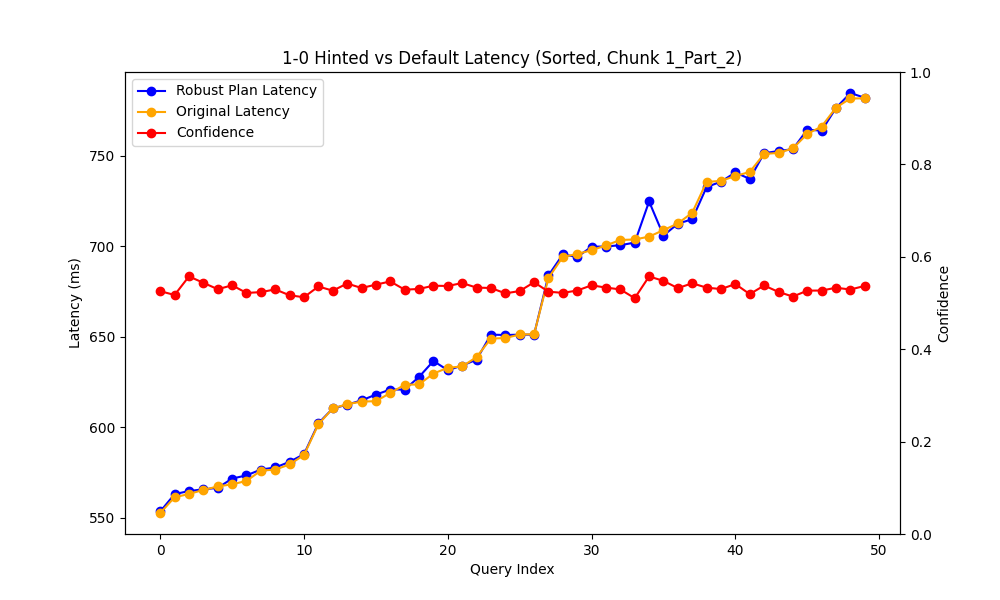 1-0 Hinted vs Default Latency (Sorted, Chunk 1_Part_2)
Robust Plan Latency
Original Latency
Confidence
Latency (ms)
750
700
650
600
550
1.0
0.8
0.6
0.4
0.2
0.0
Confidence
0 10 20 30 40 50
Query Index